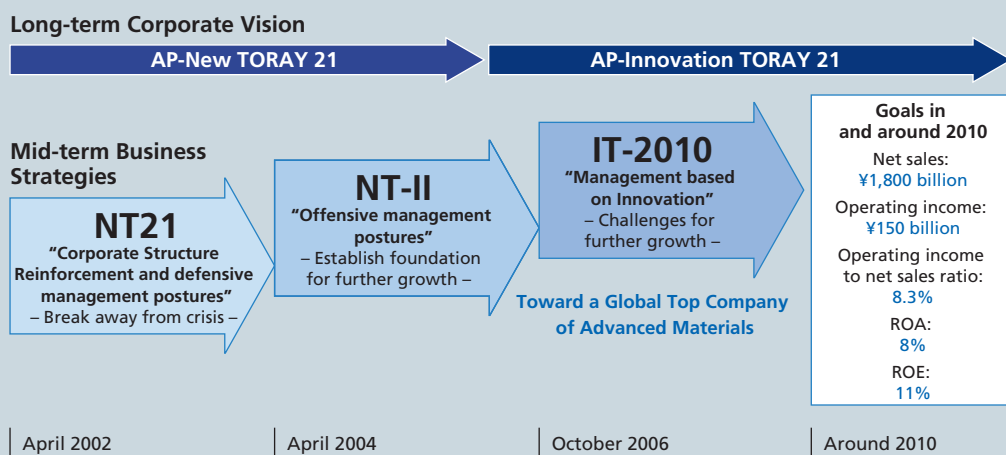 Long-term Corporate Vision
AP-New TORAY 21
AP-Innovation TORAY 21
Mid-term Business
Strategies
NT21
“Corporate Structure
Reinforcement and defensive
management postures”
– Break away from crisis –
NT-II
“Offensive management
postures”
– Establish foundation
for further growth –
IT-2010
“Management based
on Innovation”
– Challenges for
further growth –
Toward a Global Top Company
of Advanced Materials
Goals in
and around 2010
Net sales:
¥1,800 billion
Operating income:
¥150 billion
Operating income
to net sales ratio:
8.3%
ROA:
8%
ROE:
11%
April 2002
April 2004
October 2006
Around 2010